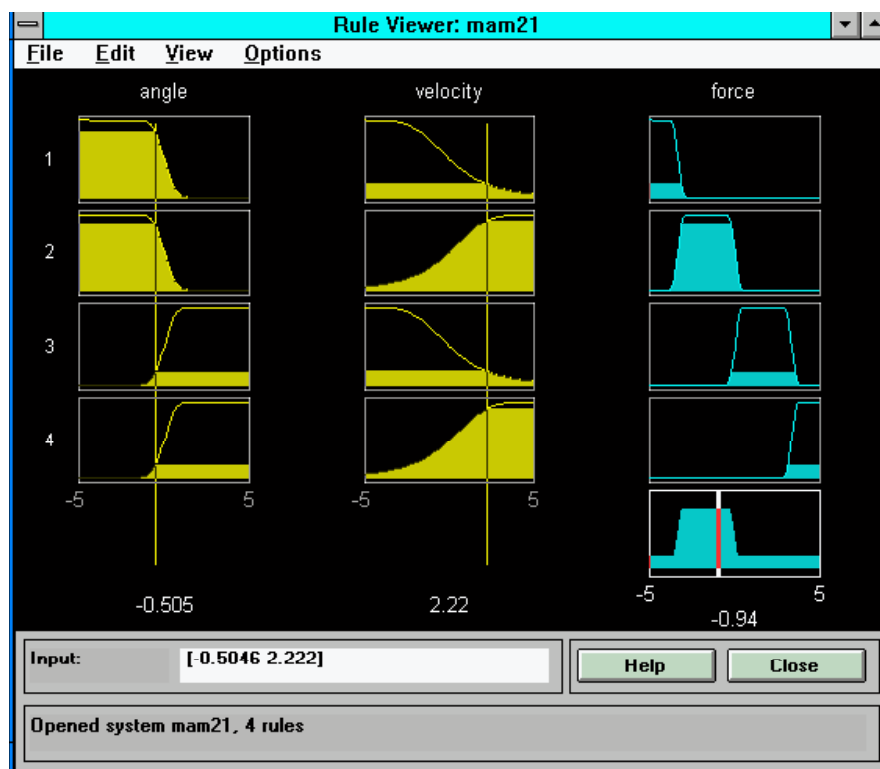 Rule Viewer: mam21
File Edit View Options
angle velocity force
1
2
3
4
-5 5 -5 5
-5 5
-0.505 2.22 -0.94
Input: [-0.5046 2.222] Help Close
Opened system mam21, 4 rules